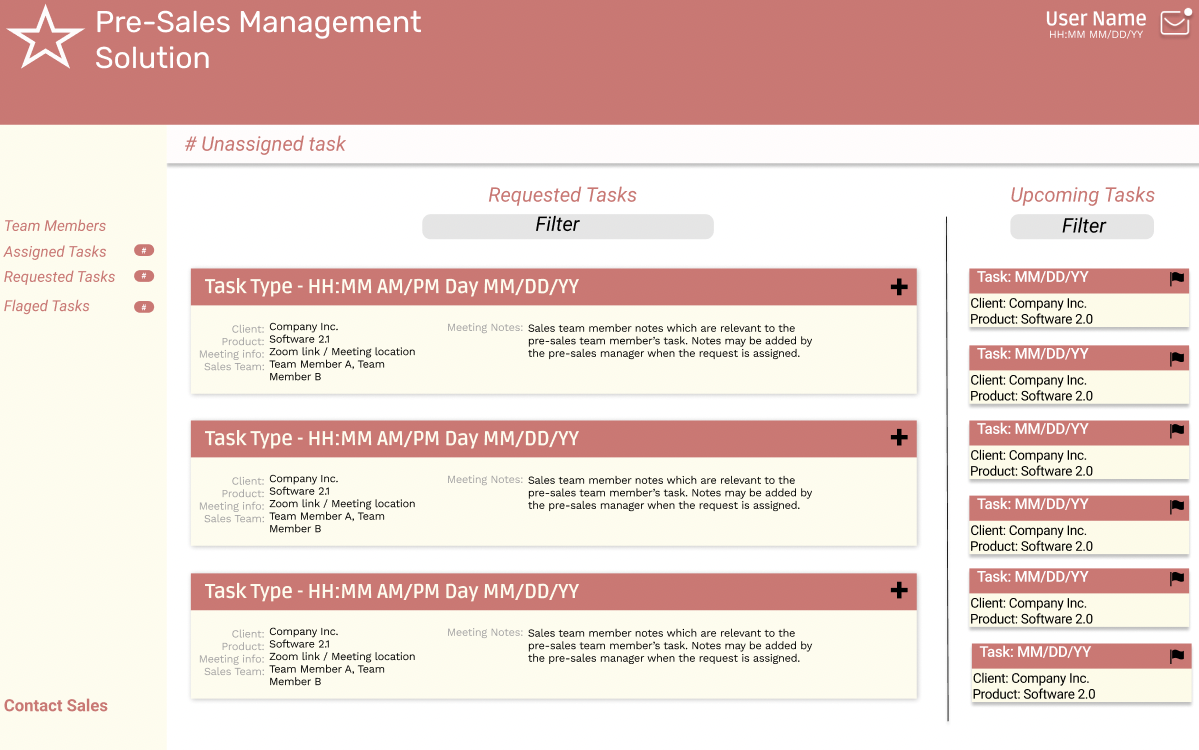 Pre-Sales Management
Solution
User Name
HH:MM MM/DD/YY
# Unassigned task
Team Members
Assigned Tasks #
Requested Tasks #
Flaged Tasks #
Contact Sales
Requested Tasks
Filter
Task Type - HH:MM AM/PM Day MM/DD/YY
Client: Company Inc.
Product: Software 2.1
Meeting info: Zoom link / Meeting location
Sales Team: Team Member A, Team
Member B
Meeting Notes: Sales team member notes which are relevant to the
pre-sales team member's task. Notes may be added by
the pre-sales manager when the request is assigned.
Task Type - HH:MM AM/PM Day MM/DD/YY
Client: Company Inc.
Product: Software 2.1
Meeting info: Zoom link / Meeting location
Sales Team: Team Member A, Team
Member B
Meeting Notes: Sales team member notes which are relevant to the
pre-sales team member's task. Notes may be added by
the pre-sales manager when the request is assigned.
Task Type - HH:MM AM/PM Day MM/DD/YY
Client: Company Inc.
Product: Software 2.1
Meeting info: Zoom link / Meeting location
Sales Team: Team Member A, Team
Member B
Meeting Notes: Sales team member notes which are relevant to the
pre-sales team member's task. Notes may be added by
the pre-sales manager when the request is assigned.
Upcoming Tasks
Filter
Task: MM/DD/YY
Client: Company Inc.
Product: Software 2.0
Task: MM/DD/YY
Client: Company Inc.
Product: Software 2.0
Task: MM/DD/YY
Client: Company Inc.
Product: Software 2.0
Task: MM/DD/YY
Client: Company Inc.
Product: Software 2.0
Task: MM/DD/YY
Client: Company Inc.
Product: Software 2.0
Task: MM/DD/YY
Client: Company Inc.
Product: Software 2.0